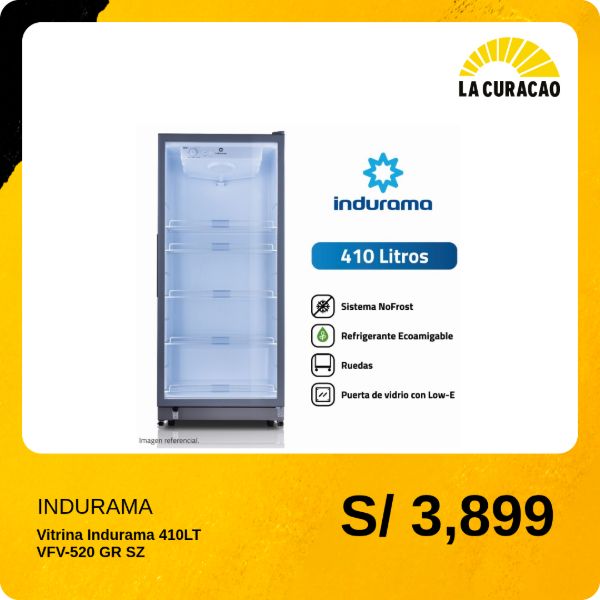 LA CURACAO
indurama
indurama
410 Litros
Sistema NoFrost
Refrigerante Ecoamigable
Ruedas
Puerta de vidrio con Low-E
Imagen referencial.
INDURAMA
Vitrina Indurama 410LT
VFV-520 GR SZ
S/ 3,899